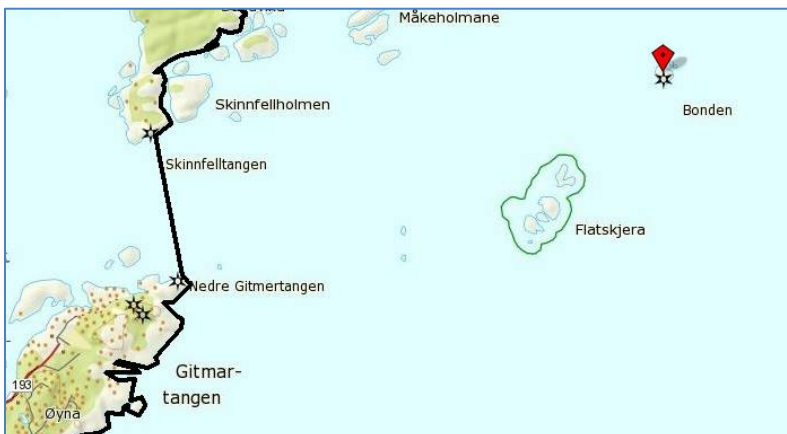 Måkeholmane
Skinnfellholmen
Bonden
Skinnfelltangen
Flatskjera
Nedre Gitmertangen
Gitmar-
tangen
193
Øyna